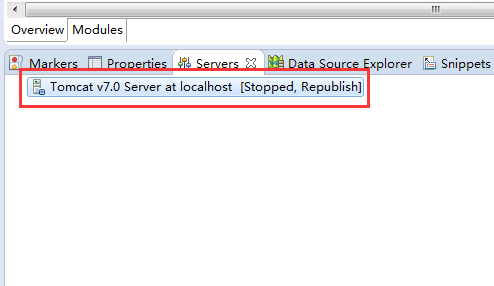 Overview Modules
Markers Properties Servers Data Source Explorer Snippets
Tomcat v7.0 Server at localhost [Stopped, Republish]